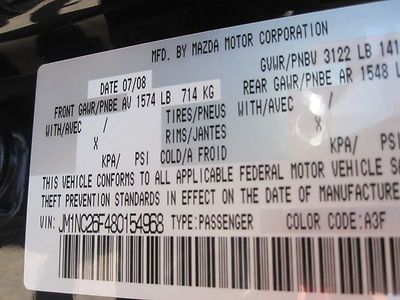 MFD. BY MAZDA MOTOR CORPORATION
GVWR/PNBV 3122 LB 141
DATE 07/08
FRONT GAWR/PNBE AV 1574 LB 714 KG
REAR GAWR/PNBE AR 1548 L
WITH/AVEC / TIRES/PNEUS WITH/AVEC /
X RIMS/JANTES X
KPA/ PSI COLD/A FROID KPA/ PSI
THIS VEHICLE CONFORMS TO ALL APPLICABLE FEDERAL MOTOR VEHICLE SA
THEFT PREVENTION STANDARDS IN EFFECT ON THE DATE OF MANUFACTURE
VIN: JM1NC25F480154968 TYPE:PASSENGER COLOR CODE:A3F